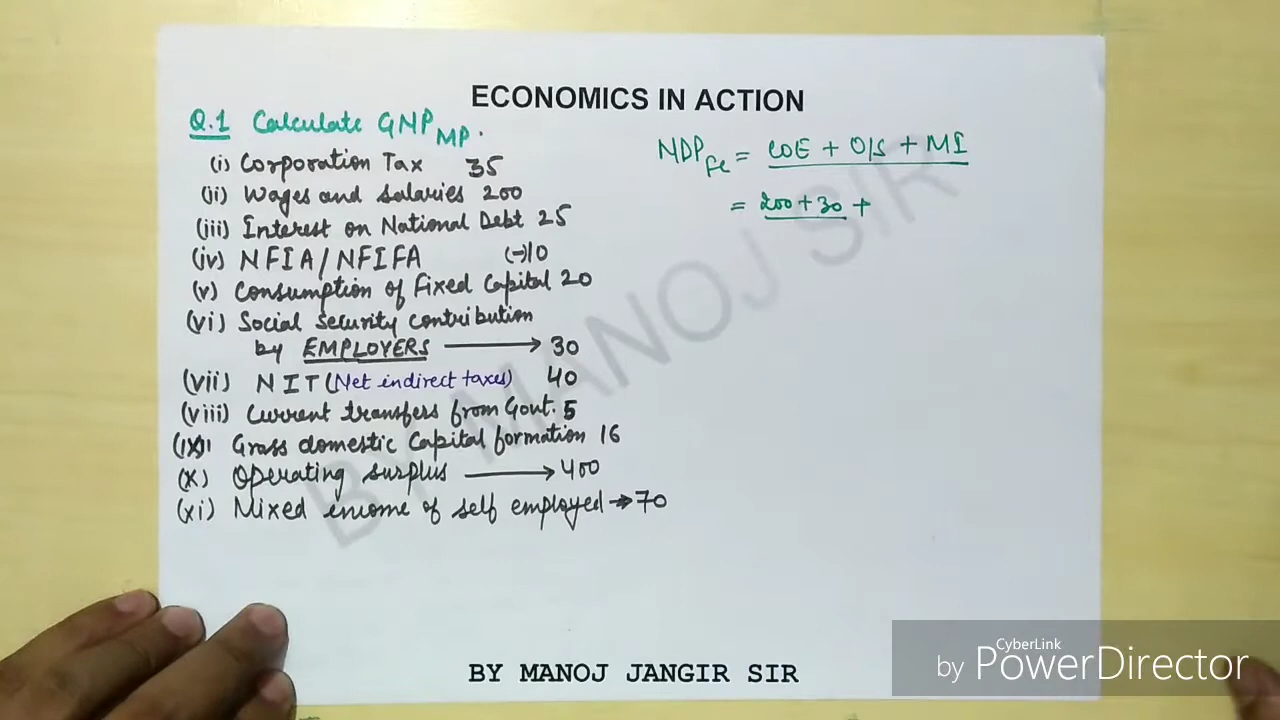 ECONOMICS IN ACTION
Q.1 Calculate GNP MP.
(i) Corporation Tax 35
(ii) Wages and salaries 200
(iii) Interest on National Debt 25
(iv) NFIA/NFIFA (-)10
(v) Consumption of Fixed Capital 20
(vi) Social Security contribution
by EMPLOYERS → 30
(vii) NIT (Net indirect taxes) 40
(viii) Current transfers from Govt. 5
(ix) Gross domestic Capital formation 16
(x) Operating surplus → 400
(xi) Mixed income of self employed → 70
NDP Fc = COE + O/S + MI
= 200 + 30 +
BY MANOJ SIR
BY MANOJ JANGIR SIR
CyberLink
by PowerDirector